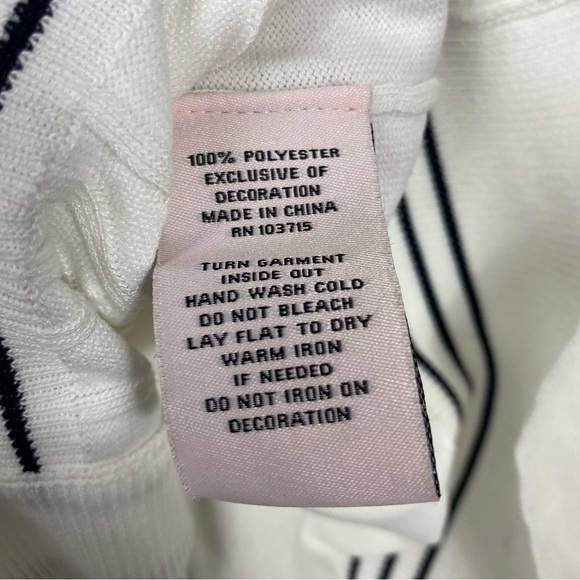 100% POLYESTER
EXCLUSIVE OF
DECORATION
MADE IN CHINA
RN 103715
TURN GARMENT
INSIDE OUT
HAND WASH COLD
DO NOT BLEACH
LAY FLAT TO DRY
WARM IRON
IF NEEDED
DO NOT IRON ON
DECORATION